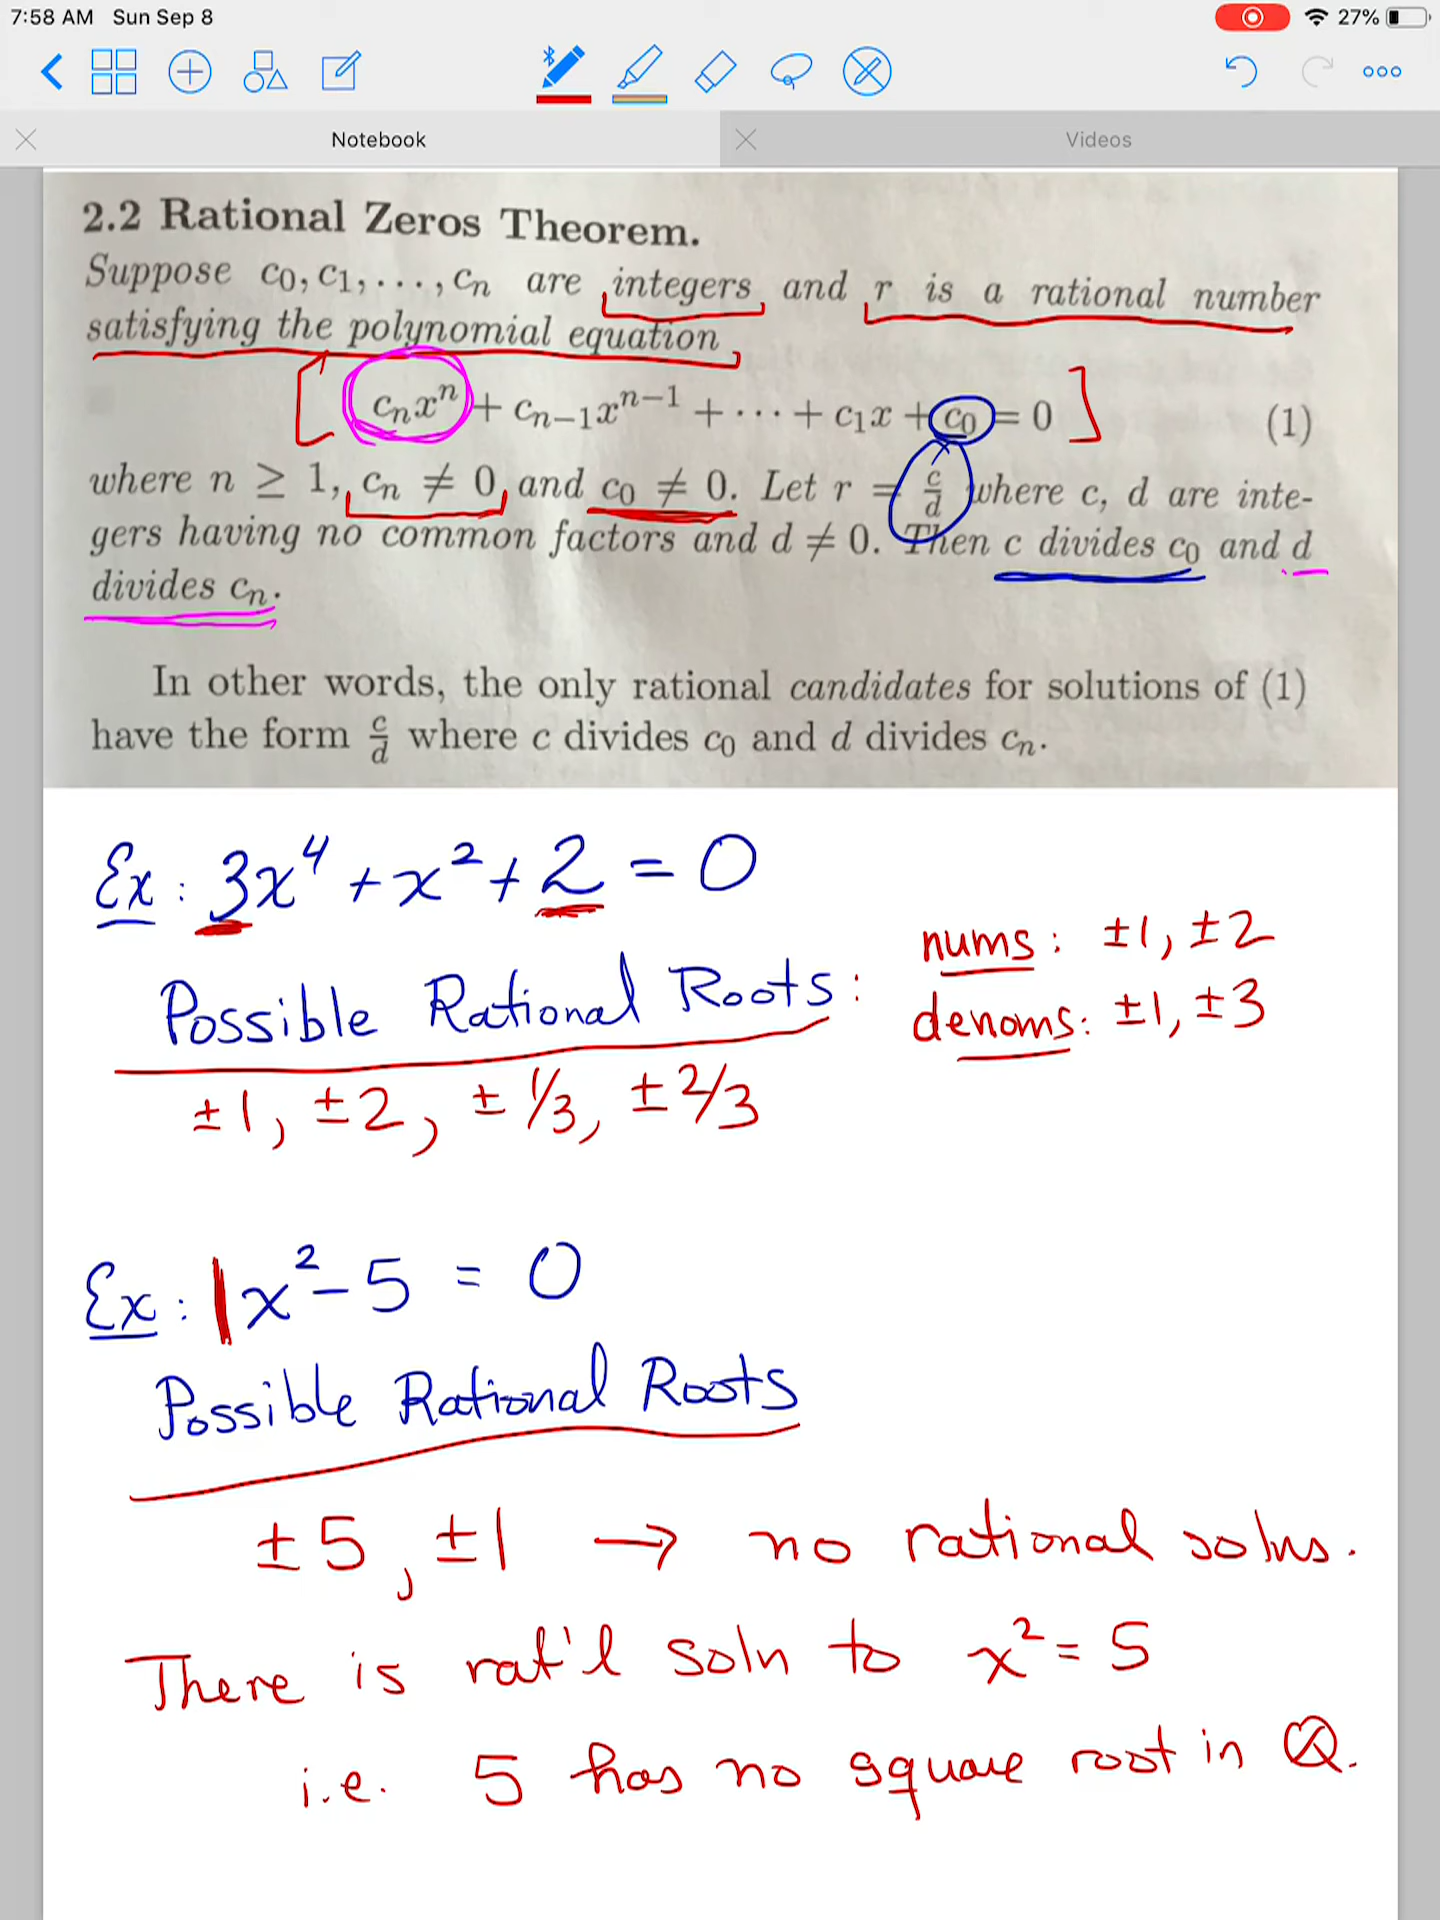 7:58 AM Sun Sep 8 27%
Notebook Videos
2.2 Rational Zeros Theorem.
Suppose c₀, c₁, . . . , cₙ are integers and r is a rational number
satisfying the polynomial equation
cₙxⁿ + cₙ₋₁xⁿ⁻¹ + · · · + c₁x + c₀ = 0 (1)
where n ≥ 1, cₙ ≠ 0, and c₀ ≠ 0. Let r = c/d where c, d are inte-
gers having no common factors and d ≠ 0. Then c divides c₀ and d
divides cₙ.
In other words, the only rational candidates for solutions of (1)
have the form c/d where c divides c₀ and d divides cₙ.
Ex: 3x⁴ + x² + 2 = 0
nums: ±1, ±2
Possible Rational Roots:
denoms: ±1, ±3
±1, ±2, ±1/3, ±2/3
Ex: 1x² - 5 = 0
Possible Rational Roots
±5, ±1 → no rational solns.
There is rat'l soln to x² = 5
i.e. 5 has no square root in Q.